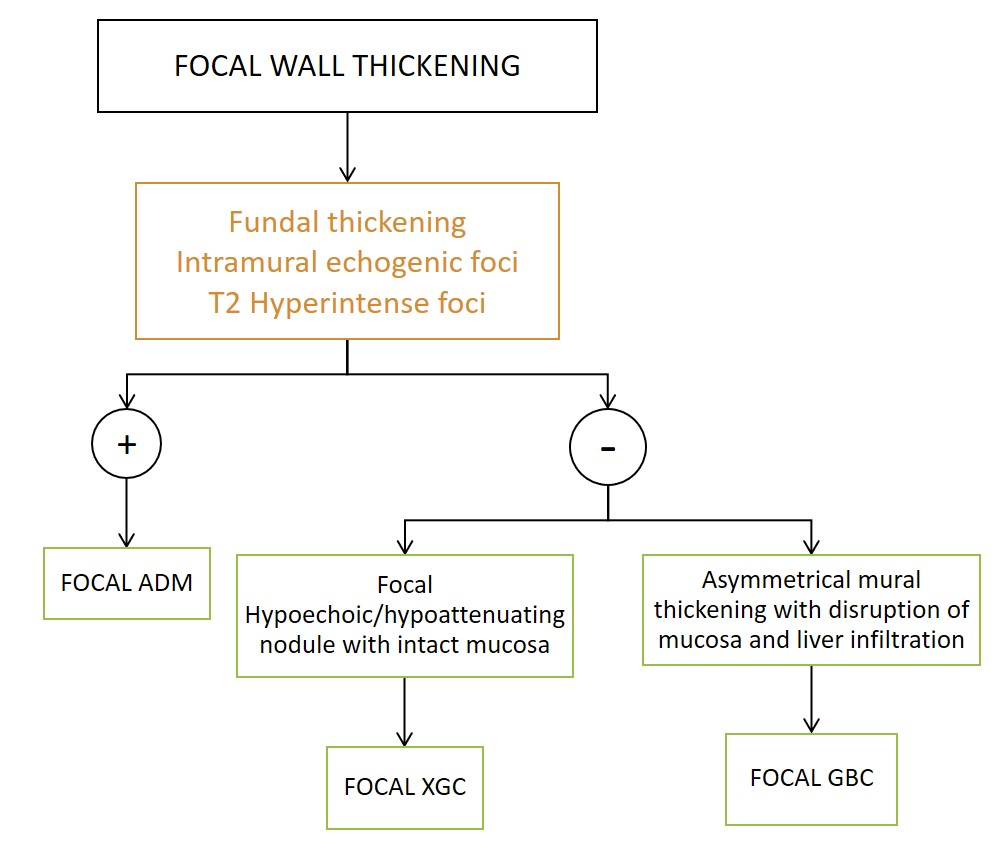 FOCAL WALL THICKENING
Fundal thickening
Intramural echogenic foci
T2 Hyperintense foci
+
-
FOCAL ADM
Focal
Hypoechoic/hypoattenuating
nodule with intact mucosa
Asymmetrical mural
thickening with disruption of
mucosa and liver infiltration
FOCAL XGC
FOCAL GBC